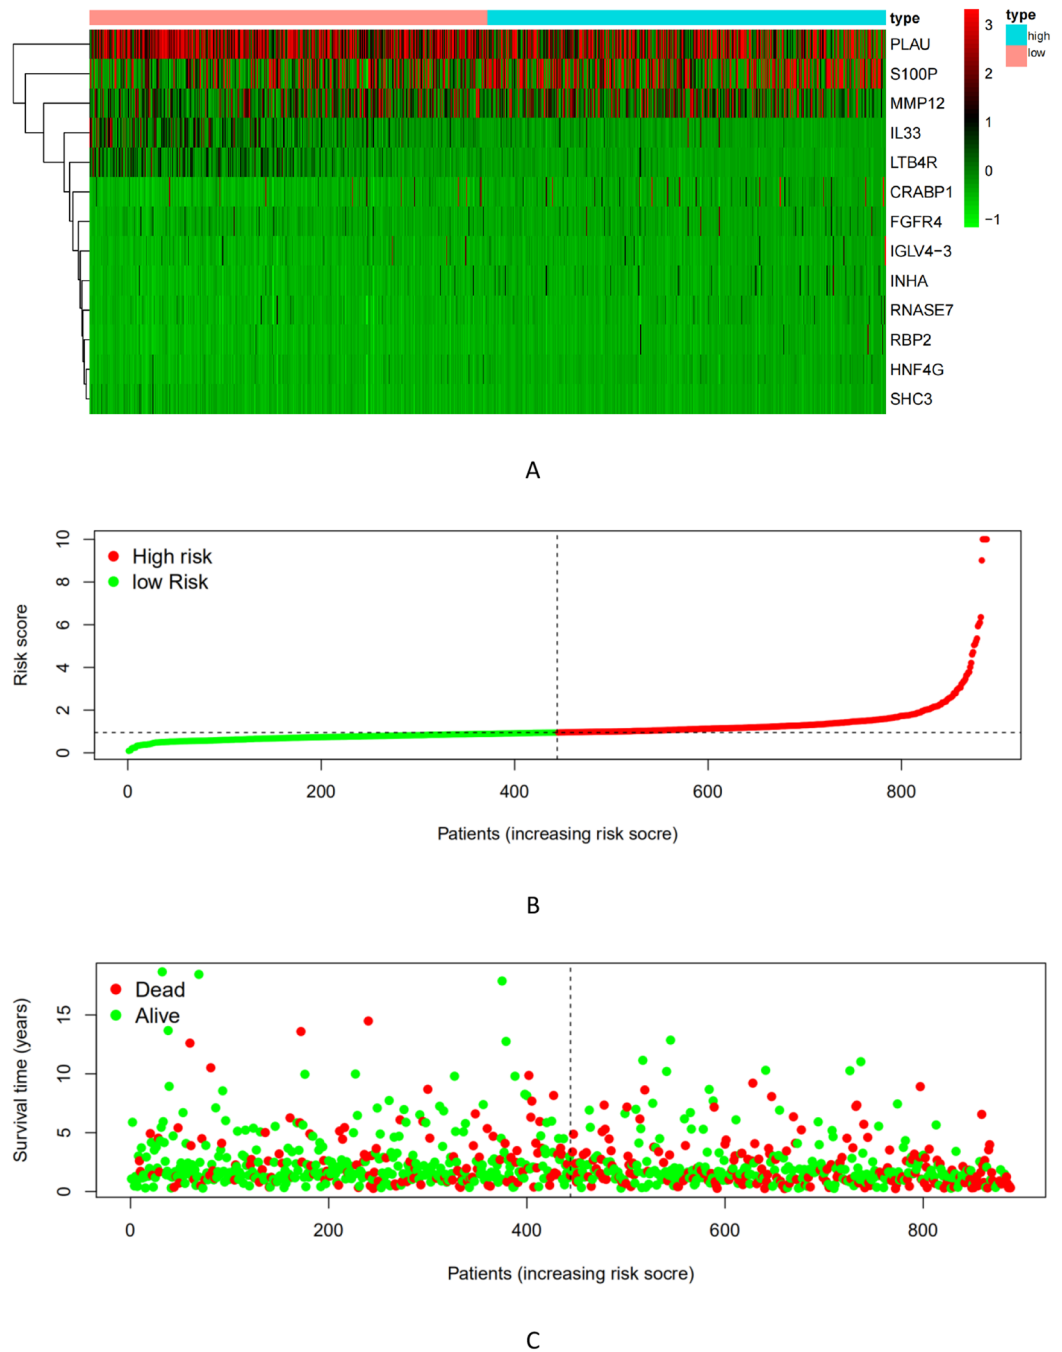 type
PLAU
S100P
MMP12
IL33
LTB4R
CRABP1
FGFR4
IGLV4−3
INHA
RNASE7
RBP2
HNF4G
SHC3
3
2
1
0
−1
type
high
low
A
10
8
6
4
2
0
Risk score
High risk
low Risk
0 200 400 600 800
Patients (increasing risk socre)
B
15
10
5
0
Survival time (years)
Dead
Alive
0 200 400 600 800
Patients (increasing risk socre)
C